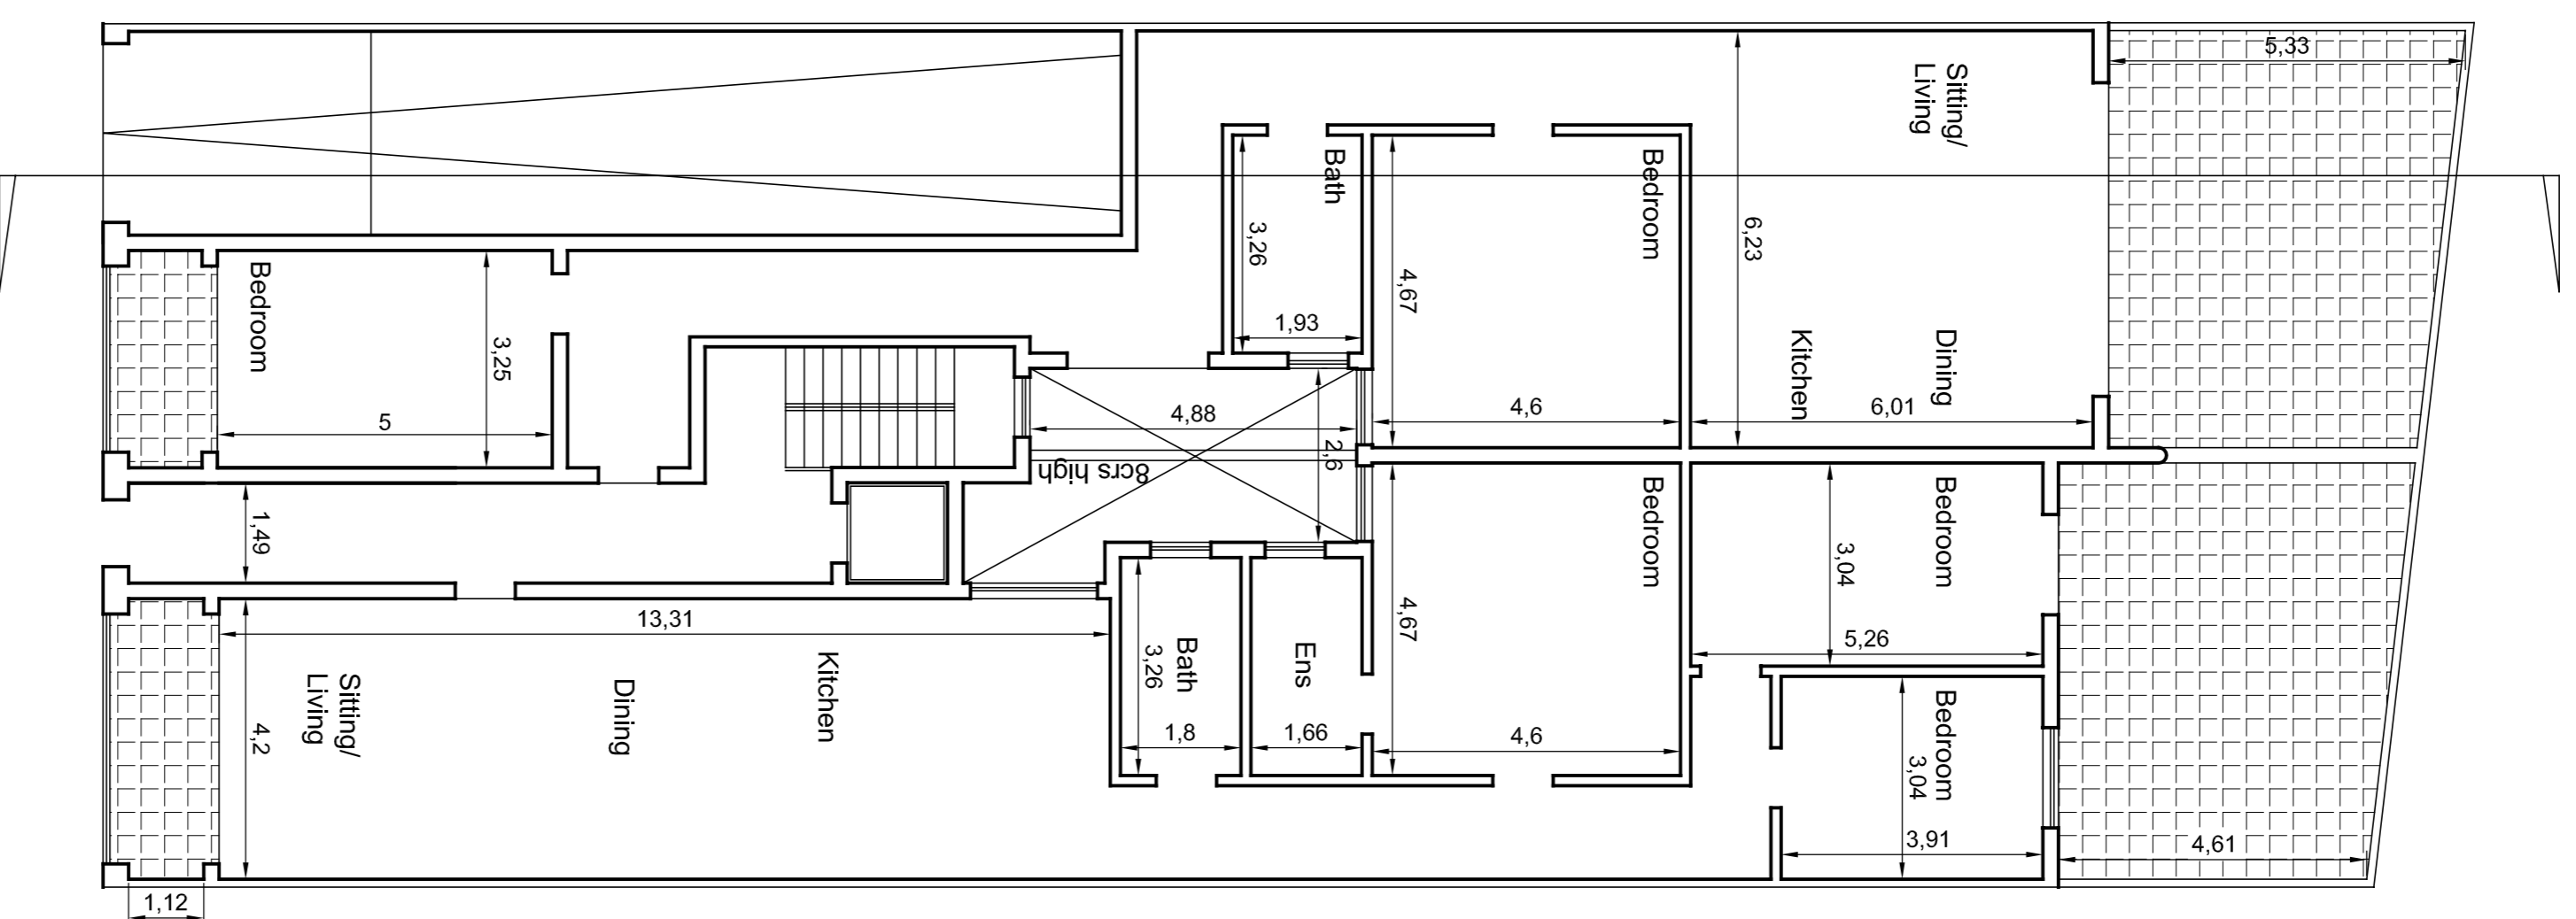 5,33
Sitting/
Living
Bath
Bedroom
6,23
3,26
4,67
Bedroom
1,93
3,25
Kitchen
Dining
5
4,88
4,6
6,01
2,6
8crs high
Bedroom
Bedroom
1,49
3,04
13,31
4,67
5,26
Bath
3,26
Ens
Kitchen
Dining
Sitting/
Living
4,2
1,8
1,66
4,6
Bedroom
3,04
3,91
4,61
1,12